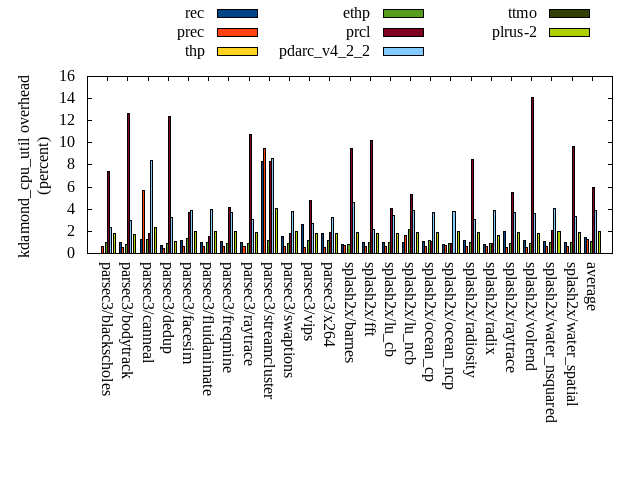 rec
prec
thp
ethp
prcl
pdarc_v4_2_2
ttmo
plrus-2
kdamond_cpu_util overhead
(percent)
16
14
12
10
8
6
4
2
0
parsec3/blackscholes
parsec3/bodytrack
parsec3/canneal
parsec3/dedup
parsec3/facesim
parsec3/fluidanimate
parsec3/freqmine
parsec3/raytrace
parsec3/streamcluster
parsec3/swaptions
parsec3/vips
parsec3/x264
splash2x/barnes
splash2x/fft
splash2x/lu_cb
splash2x/lu_ncb
splash2x/ocean_cp
splash2x/ocean_ncp
splash2x/radiosity
splash2x/radix
splash2x/raytrace
splash2x/volrend
splash2x/water_nsquared
splash2x/water_spatial
average